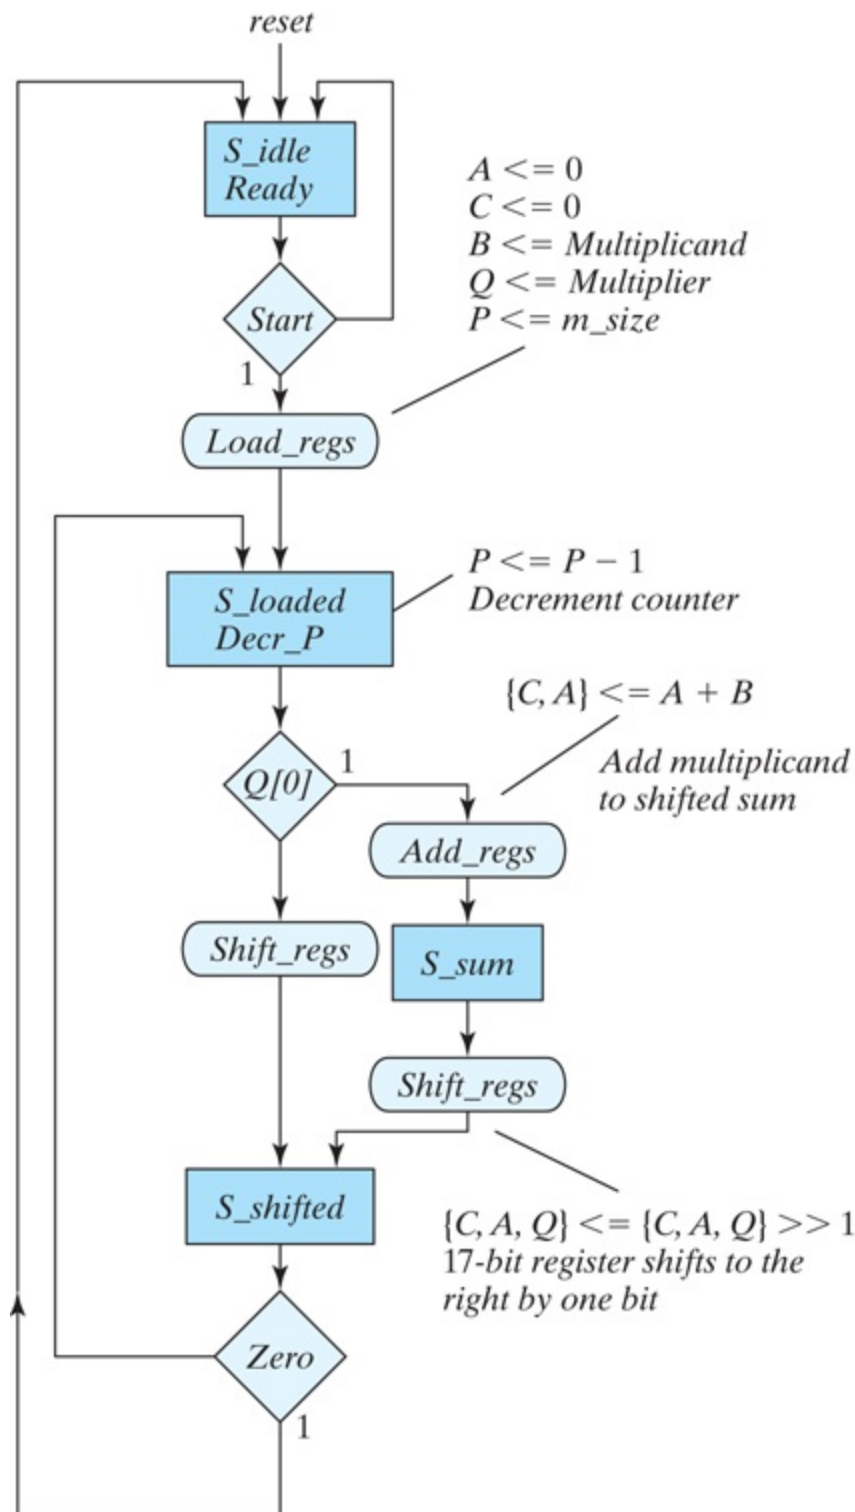 reset
S_idle
Ready
A <= 0
C <= 0
B <= Multiplicand
Q <= Multiplier
P <= m_size
Start
1
Load_regs
S_loaded
Decr_P
P <= P − 1
Decrement counter
{C, A} <= A + B
Add multiplicand
to shifted sum
Q[0]
1
Add_regs
Shift_regs
S_sum
Shift_regs
S_shifted
{C, A, Q} <= {C, A, Q} >> 1
17-bit register shifts to the
right by one bit
Zero
1